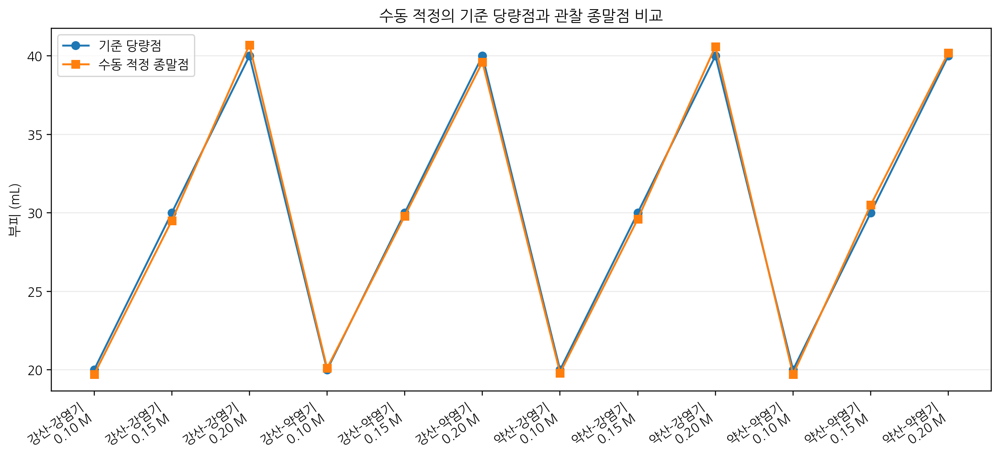 수동 적정의 기준 당량점과 관찰 종말점 비교
기준 당량점
수동 적정 종말점
부피 (mL)
40
35
30
25
20
강산-강염기
0.10 M
강산-강염기
0.15 M
강산-강염기
0.20 M
강산-약염기
0.10 M
강산-약염기
0.15 M
강산-약염기
0.20 M
약산-강염기
0.10 M
약산-강염기
0.15 M
약산-강염기
0.20 M
약산-약염기
0.10 M
약산-약염기
0.15 M
약산-약염기
0.20 M